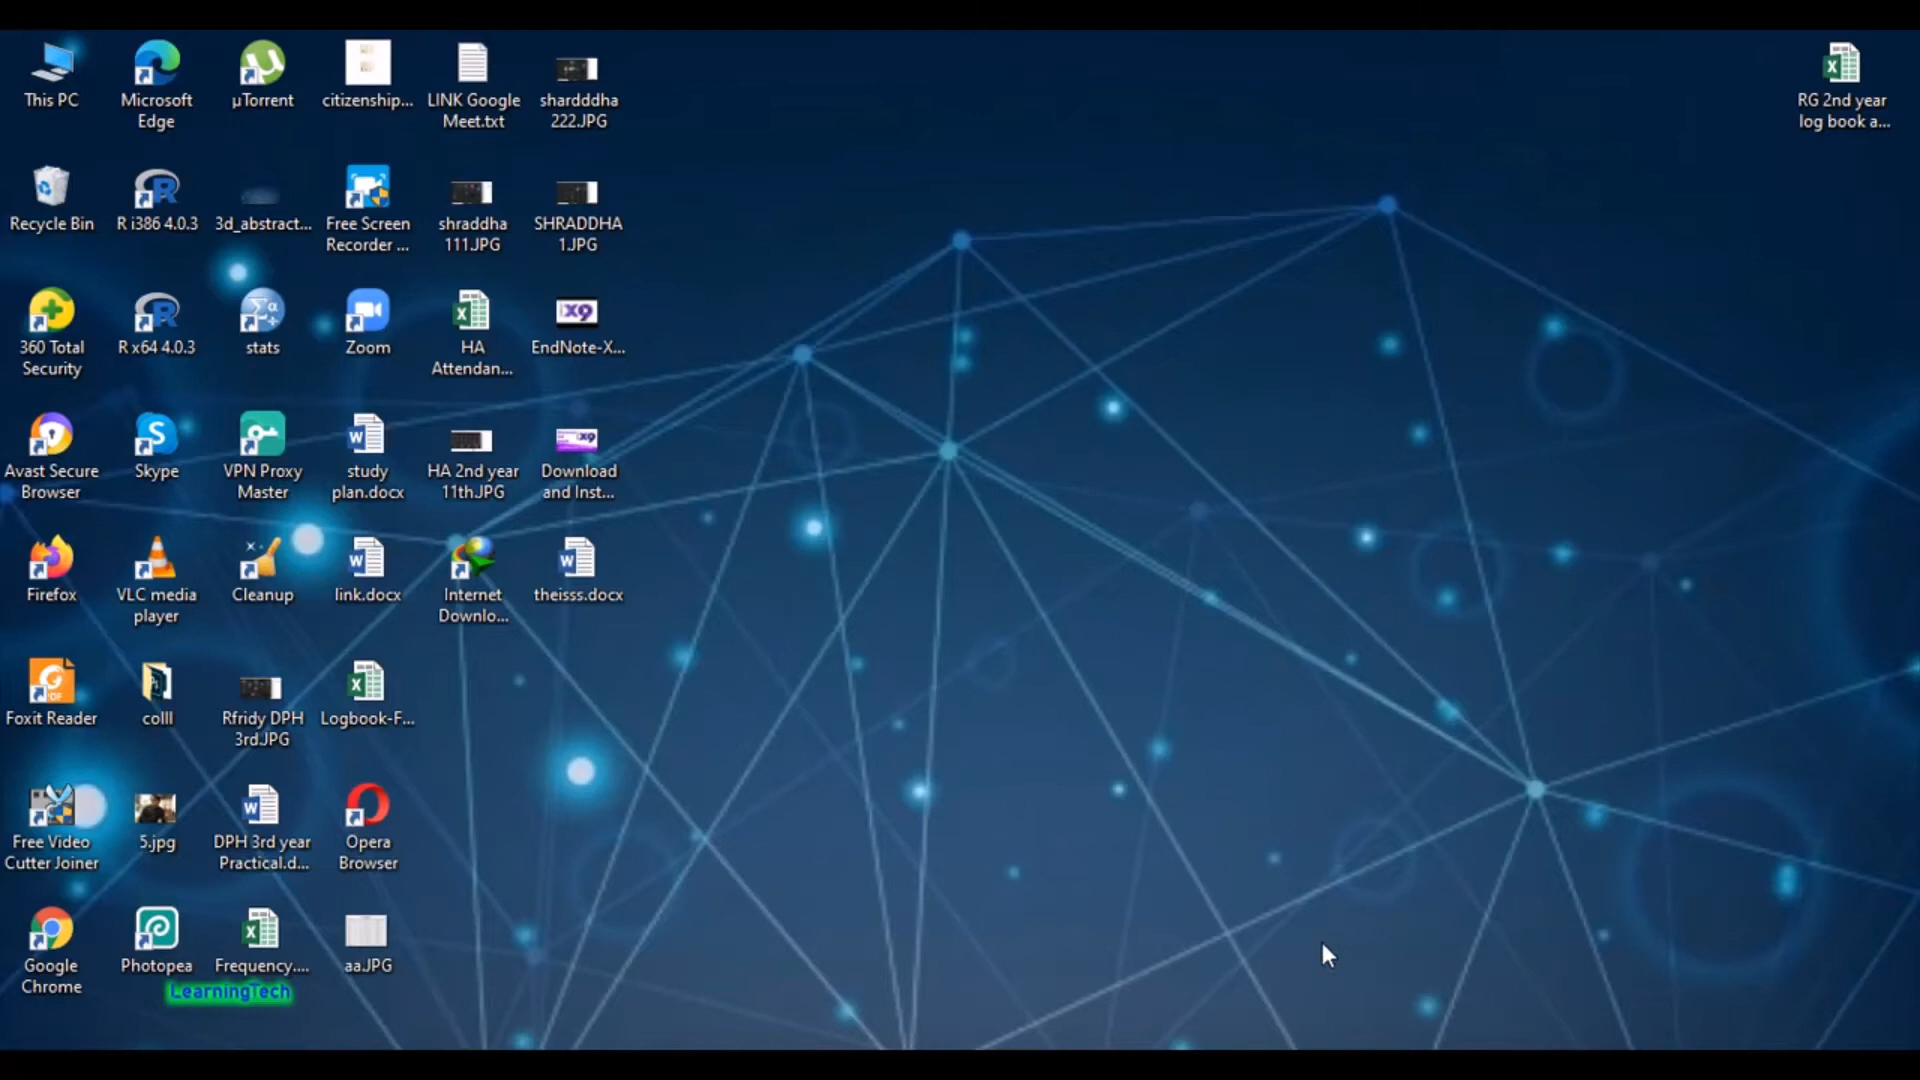 This PC
Microsoft
Edge
µTorrent
citizenship...
LINK Google
Meet.txt
shardddha
222.JPG
RG 2nd year
log book a...
Recycle Bin
R i386 4.0.3
3d_abstract...
Free Screen
Recorder ...
shraddha
111.JPG
SHRADDHA
1.JPG
360 Total
Security
R x64 4.0.3
stats
Zoom
HA
Attendan...
X9
EndNote-X...
Avast Secure
Browser
Skype
VPN Proxy
Master
study
plan.docx
HA 2nd year
11th.JPG
Download
and Inst...
Firefox
VLC media
player
Cleanup
link.docx
Internet
Downlo...
theisss.docx
Foxit Reader
colll
Rfridy DPH
3rd.JPG
Logbook-F...
Free Video
Cutter Joiner
5.jpg
DPH 3rd year
Practical.d...
Opera
Browser
Google
Chrome
Photopea
Frequency....
aa.JPG
LearningTech